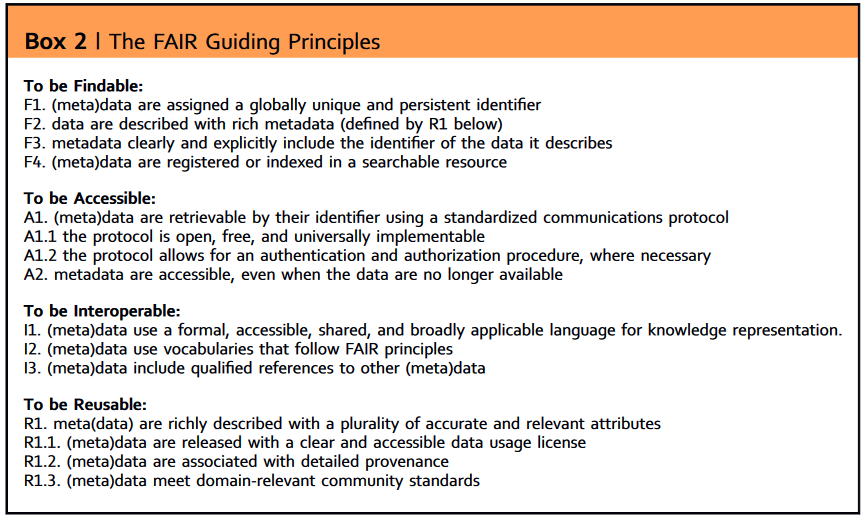 Box 2 | The FAIR Guiding Principles
To be Findable:
F1. (meta)data are assigned a globally unique and persistent identifier
F2. data are described with rich metadata (defined by R1 below)
F3. metadata clearly and explicitly include the identifier of the data it describes
F4. (meta)data are registered or indexed in a searchable resource
To be Accessible:
A1. (meta)data are retrievable by their identifier using a standardized communications protocol
A1.1 the protocol is open, free, and universally implementable
A1.2 the protocol allows for an authentication and authorization procedure, where necessary
A2. metadata are accessible, even when the data are no longer available
To be Interoperable:
I1. (meta)data use a formal, accessible, shared, and broadly applicable language for knowledge representation.
I2. (meta)data use vocabularies that follow FAIR principles
I3. (meta)data include qualified references to other (meta)data
To be Reusable:
R1. meta(data) are richly described with a plurality of accurate and relevant attributes
R1.1. (meta)data are released with a clear and accessible data usage license
R1.2. (meta)data are associated with detailed provenance
R1.3. (meta)data meet domain-relevant community standards